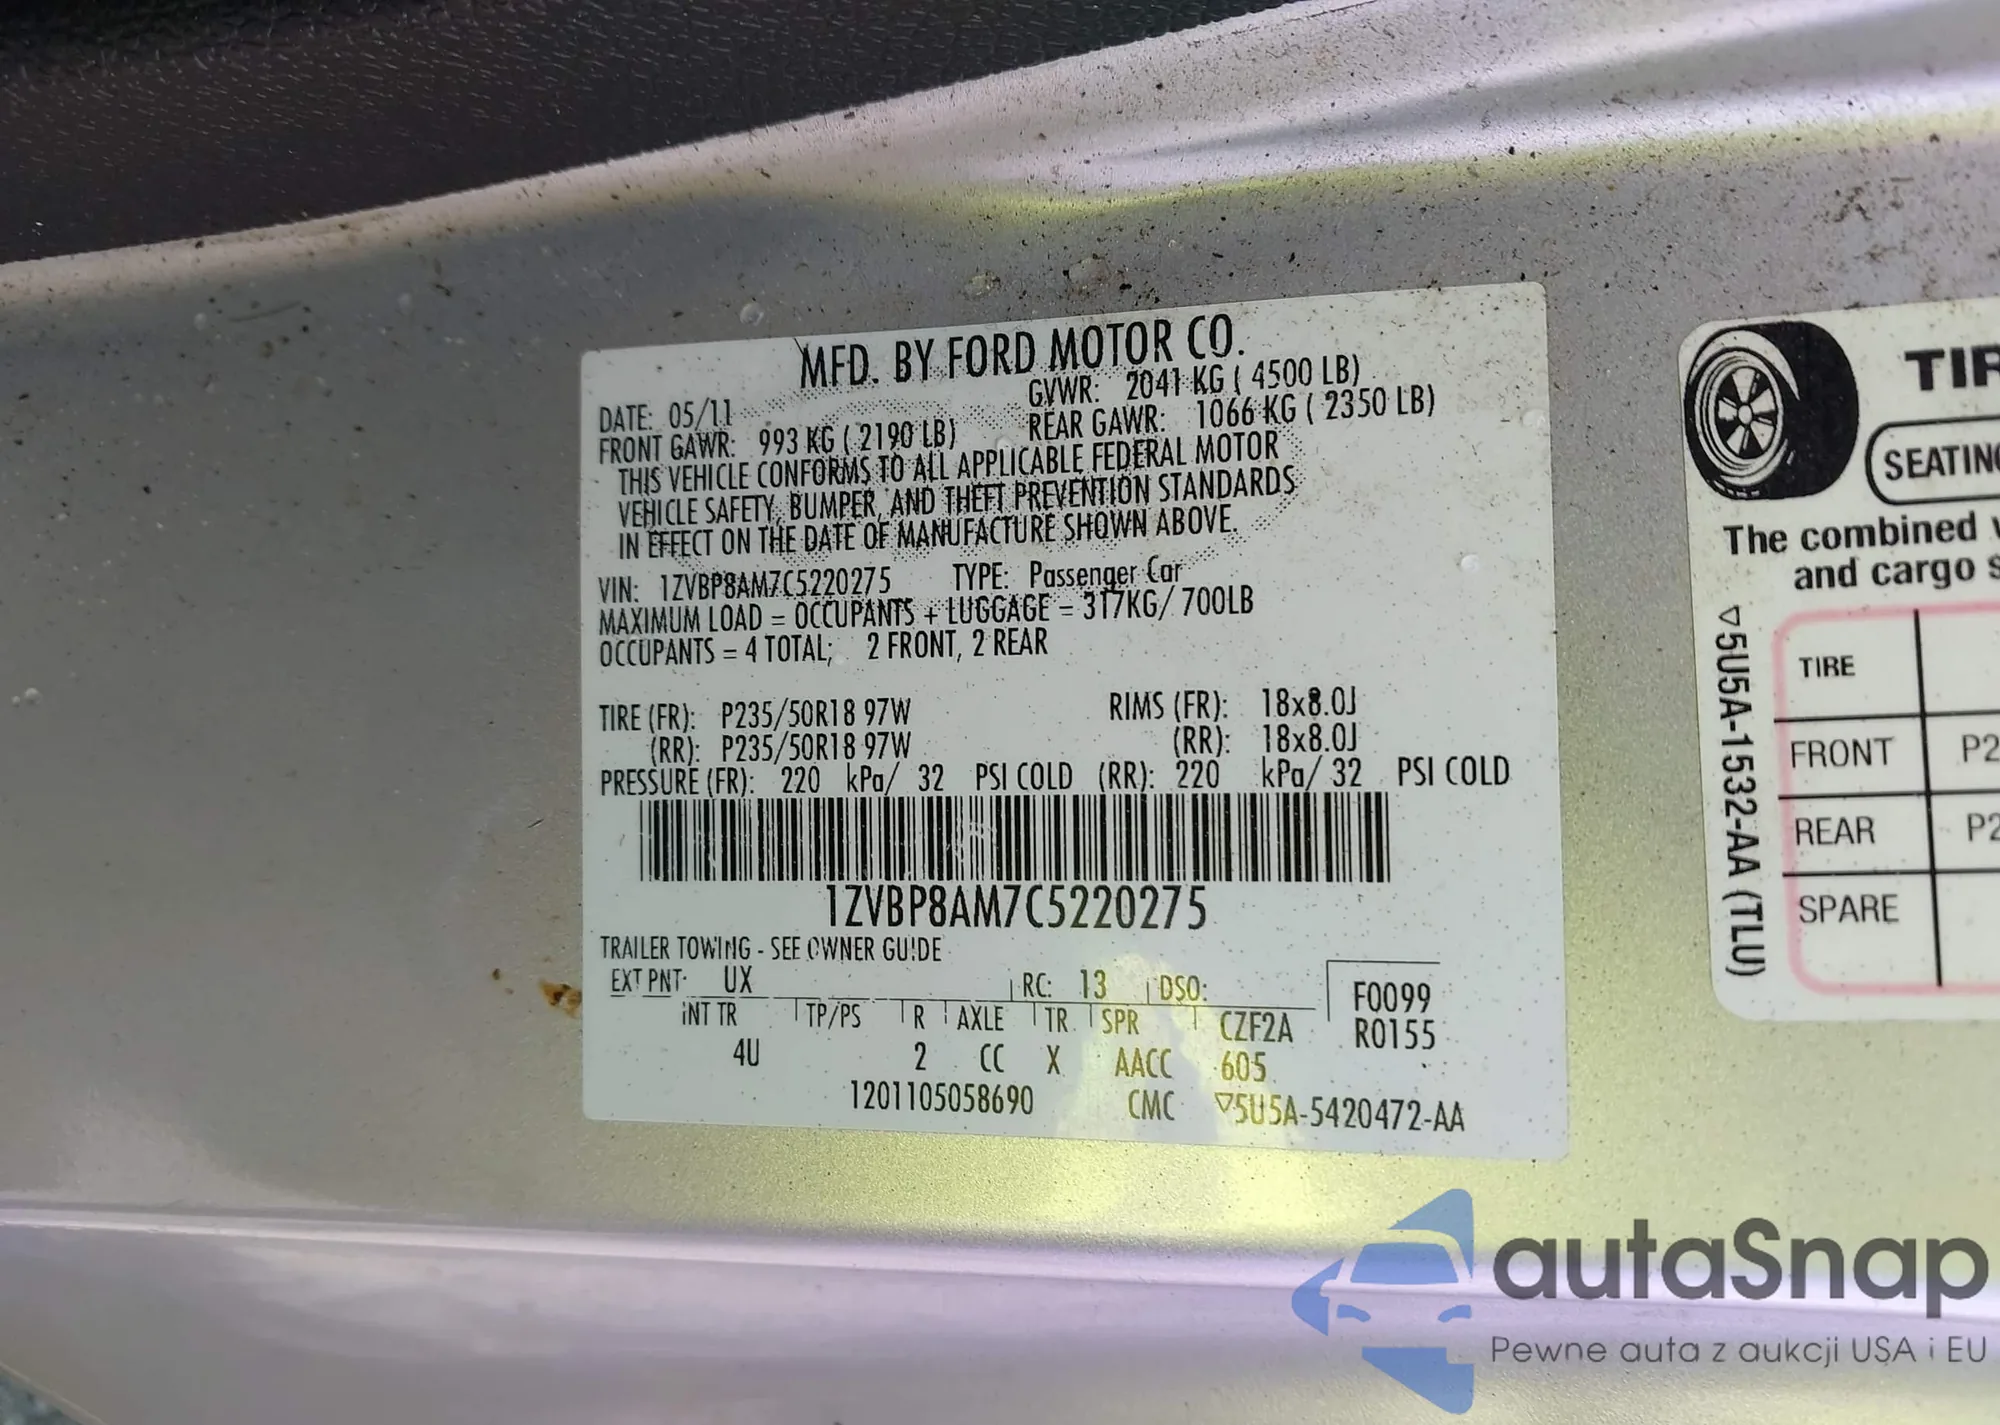 MFD. BY FORD MOTOR CO.
DATE: 05/11 GVWR: 2041 KG ( 4500 LB)
FRONT GAWR: 993 KG ( 2190 LB) REAR GAWR: 1066 KG ( 2350 LB)
THIS VEHICLE CONFORMS TO ALL APPLICABLE FEDERAL MOTOR
VEHICLE SAFETY, BUMPER, AND THEFT PREVENTION STANDARDS
IN EFFECT ON THE DATE OF MANUFACTURE SHOWN ABOVE.
VIN: 1ZVBP8AM7C5220275 TYPE: Passenger Car
MAXIMUM LOAD = OCCUPANTS + LUGGAGE = 317KG/ 700LB
OCCUPANTS = 4 TOTAL; 2 FRONT, 2 REAR
TIRE (FR): P235/50R18 97W RIMS (FR): 18x8.0J
(RR): P235/50R18 97W (RR): 18x8.0J
PRESSURE (FR): 220 kPa/ 32 PSI COLD (RR): 220 kPa/ 32 PSI COLD
1ZVBP8AM7C5220275
TRAILER TOWING - SEE OWNER GUIDE
EXT PNT: UX RC: 13 DSO:
INT TR TP/PS R AXLE TR SPR CZF2A
4U 2 CC X AACC 605
F0099
R0155
1201105058690 CMC ▽5U5A-5420472-AA
TIR
SEATING
The combined
and cargo
▽5U5A-1532-AA (TLU)
TIRE
FRONT P2
REAR P2
SPARE
autaSnap
Pewne auta z aukcji USA i EU